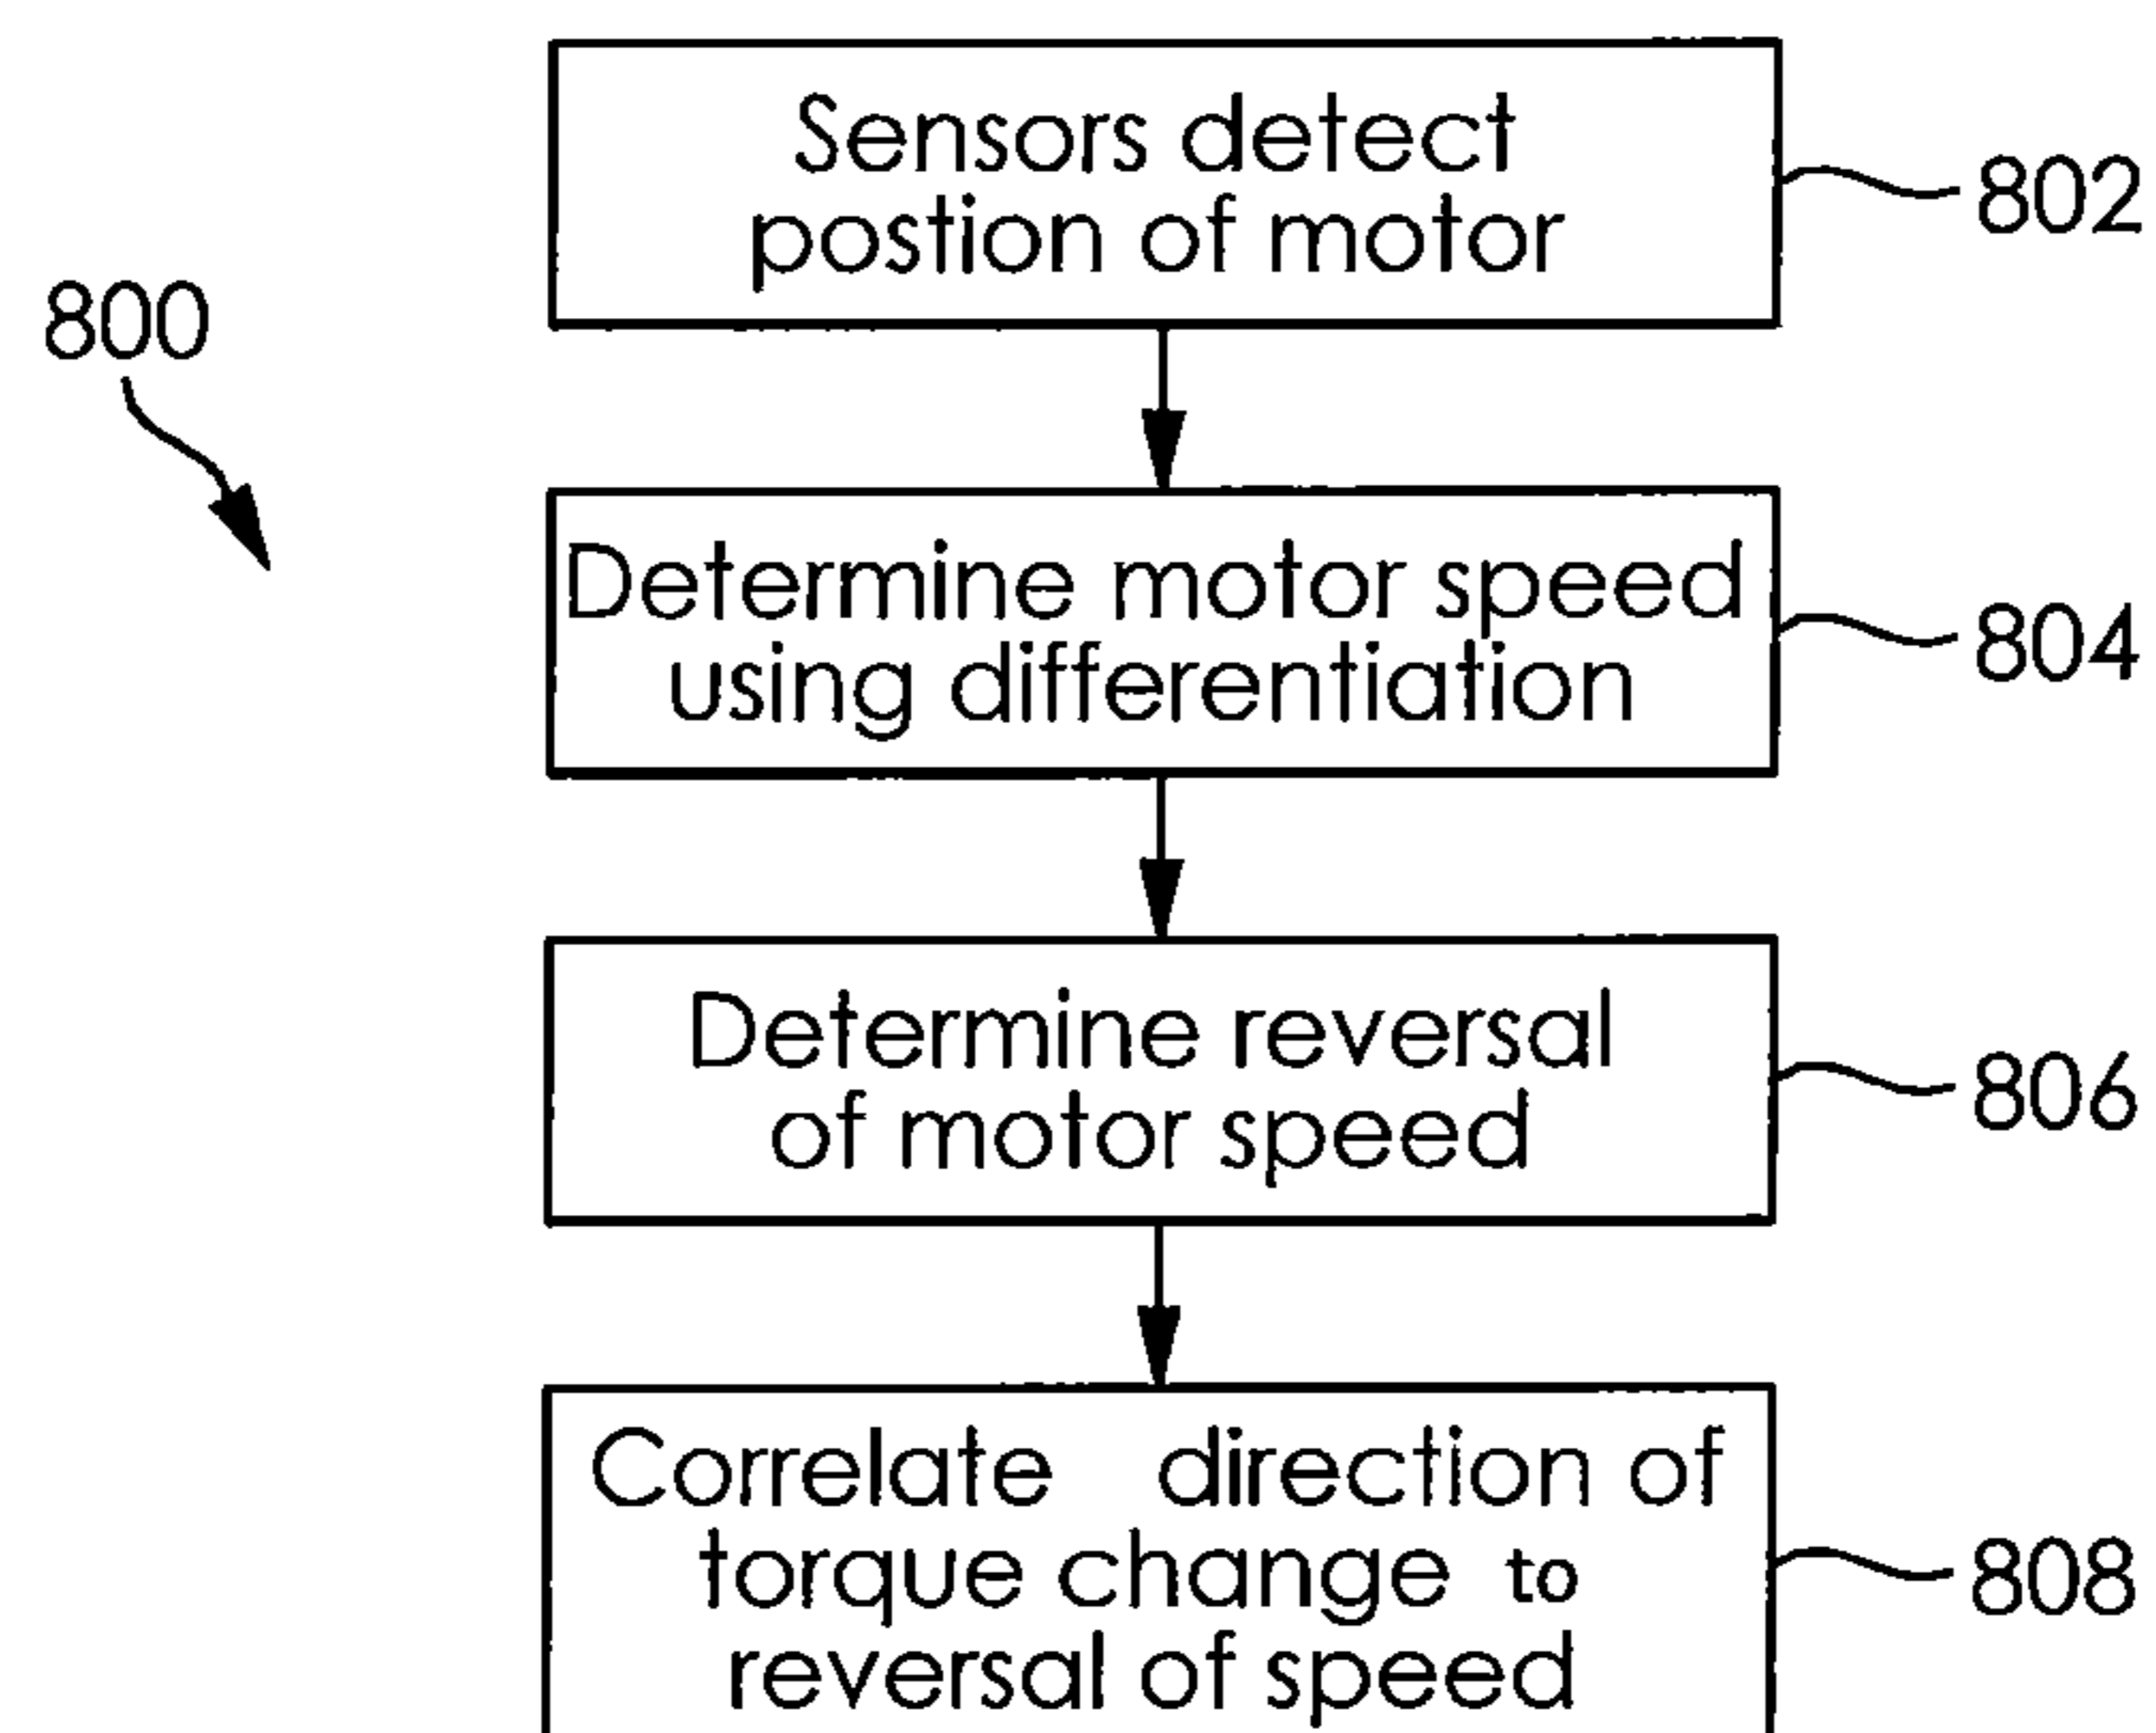 Sensors detect
postion of motor
802
800
Determine motor speed
using differentiation
804
Determine reversal
of motor speed
806
Correlate direction of
torque change to
reversal of speed
808